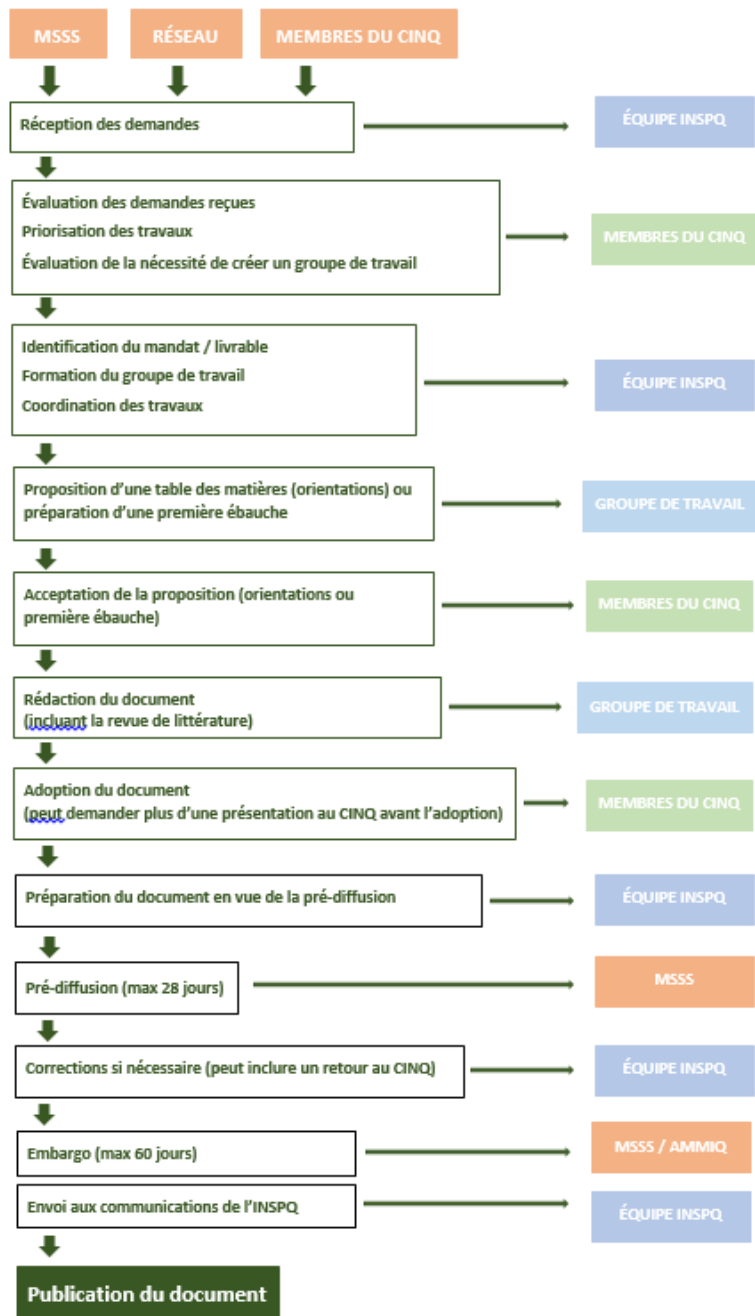 MSSS
RÉSEAU
MEMBRES DU CINQ
Réception des demandes
ÉQUIPE INSPQ
Évaluation des demandes reçues
Priorisation des travaux
Évaluation de la nécessité de créer un groupe de travail
MEMBRES DU CINQ
Identification du mandat / livrable
Formation du groupe de travail
Coordination des travaux
ÉQUIPE INSPQ
Proposition d’une table des matières (orientations) ou
préparation d’une première ébauche
GROUPE DE TRAVAIL
Acceptation de la proposition (orientations ou
première ébauche)
MEMBRES DU CINQ
Rédaction du document
(incluant la revue de littérature)
GROUPE DE TRAVAIL
Adoption du document
(peut demander plus d’une présentation au CINQ avant l’adoption)
MEMBRES DU CINQ
Préparation du document en vue de la pré-diffusion
ÉQUIPE INSPQ
Pré-diffusion (max 28 jours)
MSSS
Corrections si nécessaire (peut inclure un retour au CINQ)
ÉQUIPE INSPQ
Embargo (max 60 jours)
MSSS / AMMIQ
Envoi aux communications de l’INSPQ
ÉQUIPE INSPQ
Publication du document